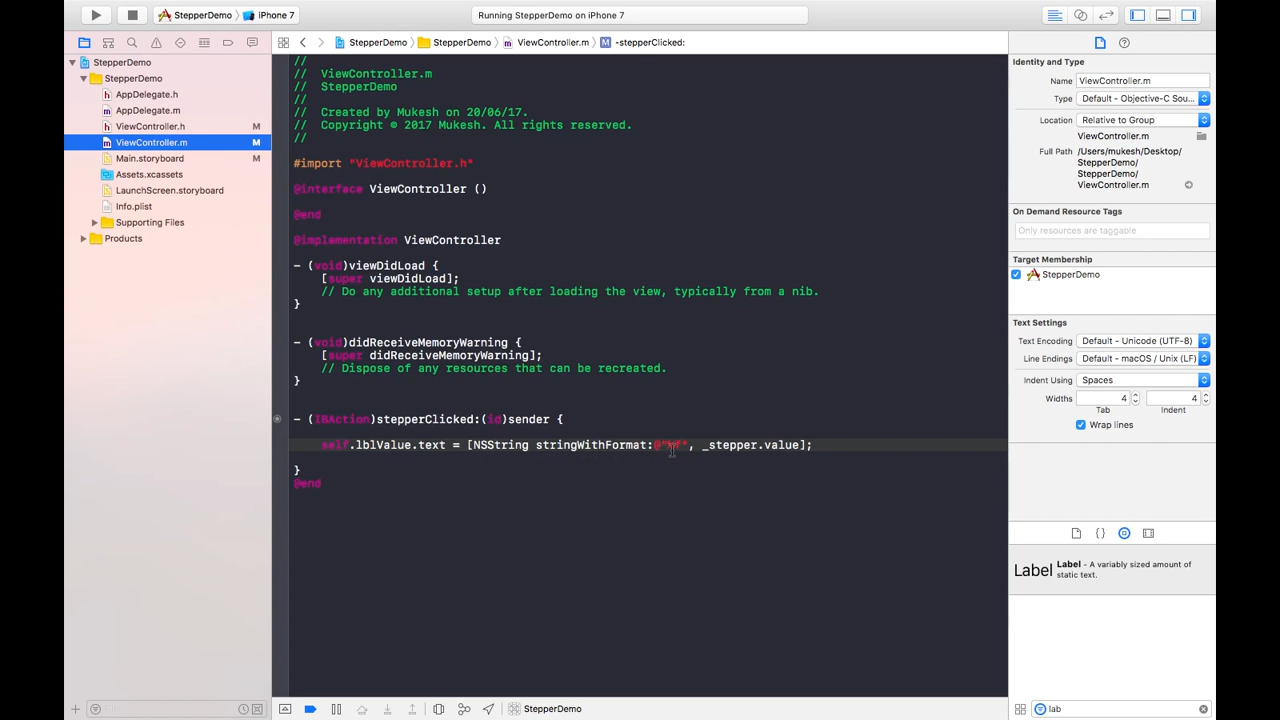 StepperDemo
iPhone 7
Running StepperDemo on iPhone 7
StepperDemo
StepperDemo
AppDelegate.h
AppDelegate.m
ViewController.h M
ViewController.m M
Main.storyboard M
Assets.xcassets
LaunchScreen.storyboard
Info.plist
Supporting Files
Products
StepperDemo
StepperDemo
ViewController.m
M -stepperClicked:
//
// ViewController.m
// StepperDemo
//
// Created by Mukesh on 20/06/17.
// Copyright © 2017 Mukesh. All rights reserved.
//
#import "ViewController.h"
@interface ViewController ()
@end
@implementation ViewController
- (void)viewDidLoad {
[super viewDidLoad];
// Do any additional setup after loading the view, typically from a nib.
}
- (void)didReceiveMemoryWarning {
[super didReceiveMemoryWarning];
// Dispose of any resources that can be recreated.
}
- (IBAction)stepperClicked:(id)sender {
self.lblValue.text = [NSString stringWithFormat:@"%f", _stepper.value];
}
@end
StepperDemo
Identity and Type
Name ViewController.m
Type Default - Objective-C Sou...
Location Relative to Group
ViewController.m
Full Path /Users/mukesh/Desktop/
StepperDemo/
StepperDemo/
ViewController.m
On Demand Resource Tags
Only resources are taggable
Target Membership
StepperDemo
Text Settings
Text Encoding Default - Unicode (UTF-8)
Line Endings Default - macOS / Unix (LF)
Indent Using Spaces
Widths 4 4
Tab Indent
Wrap lines
{ }
Label
Label - A variably sized amount of
static text.
lab